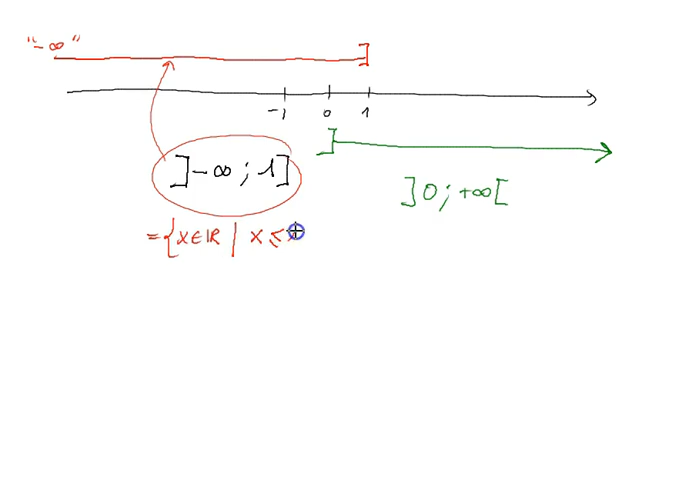 "-∞" ]
-1 0 1
]-∞ ; 1]
]0 ; +∞[
= {x ∈ ℝ | x ≤